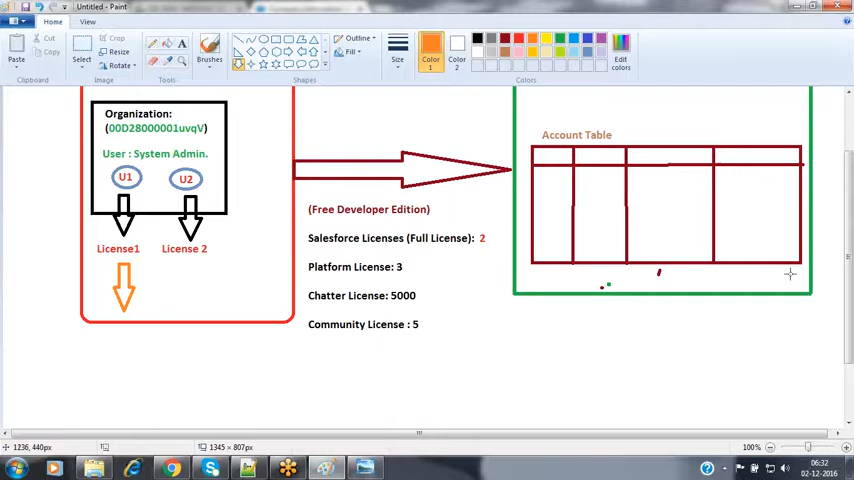 Untitled - Paint
Home
View
Cut
Copy
Paste
Clipboard
Select
Crop
Resize
Rotate
Image
Tools
Brushes
Outline
Fill
Shapes
Size
Color
1
Color
2
Edit
colors
Colors
Organization:
(00D28000001uvqV)
User : System Admin.
U1
U2
License1
License 2
(Free Developer Edition)
Salesforce Licenses (Full License): 2
Platform License: 3
Chatter License: 5000
Community License : 5
Account Table
1236, 440px
1345 × 807px
100%
06:32
02-12-2016